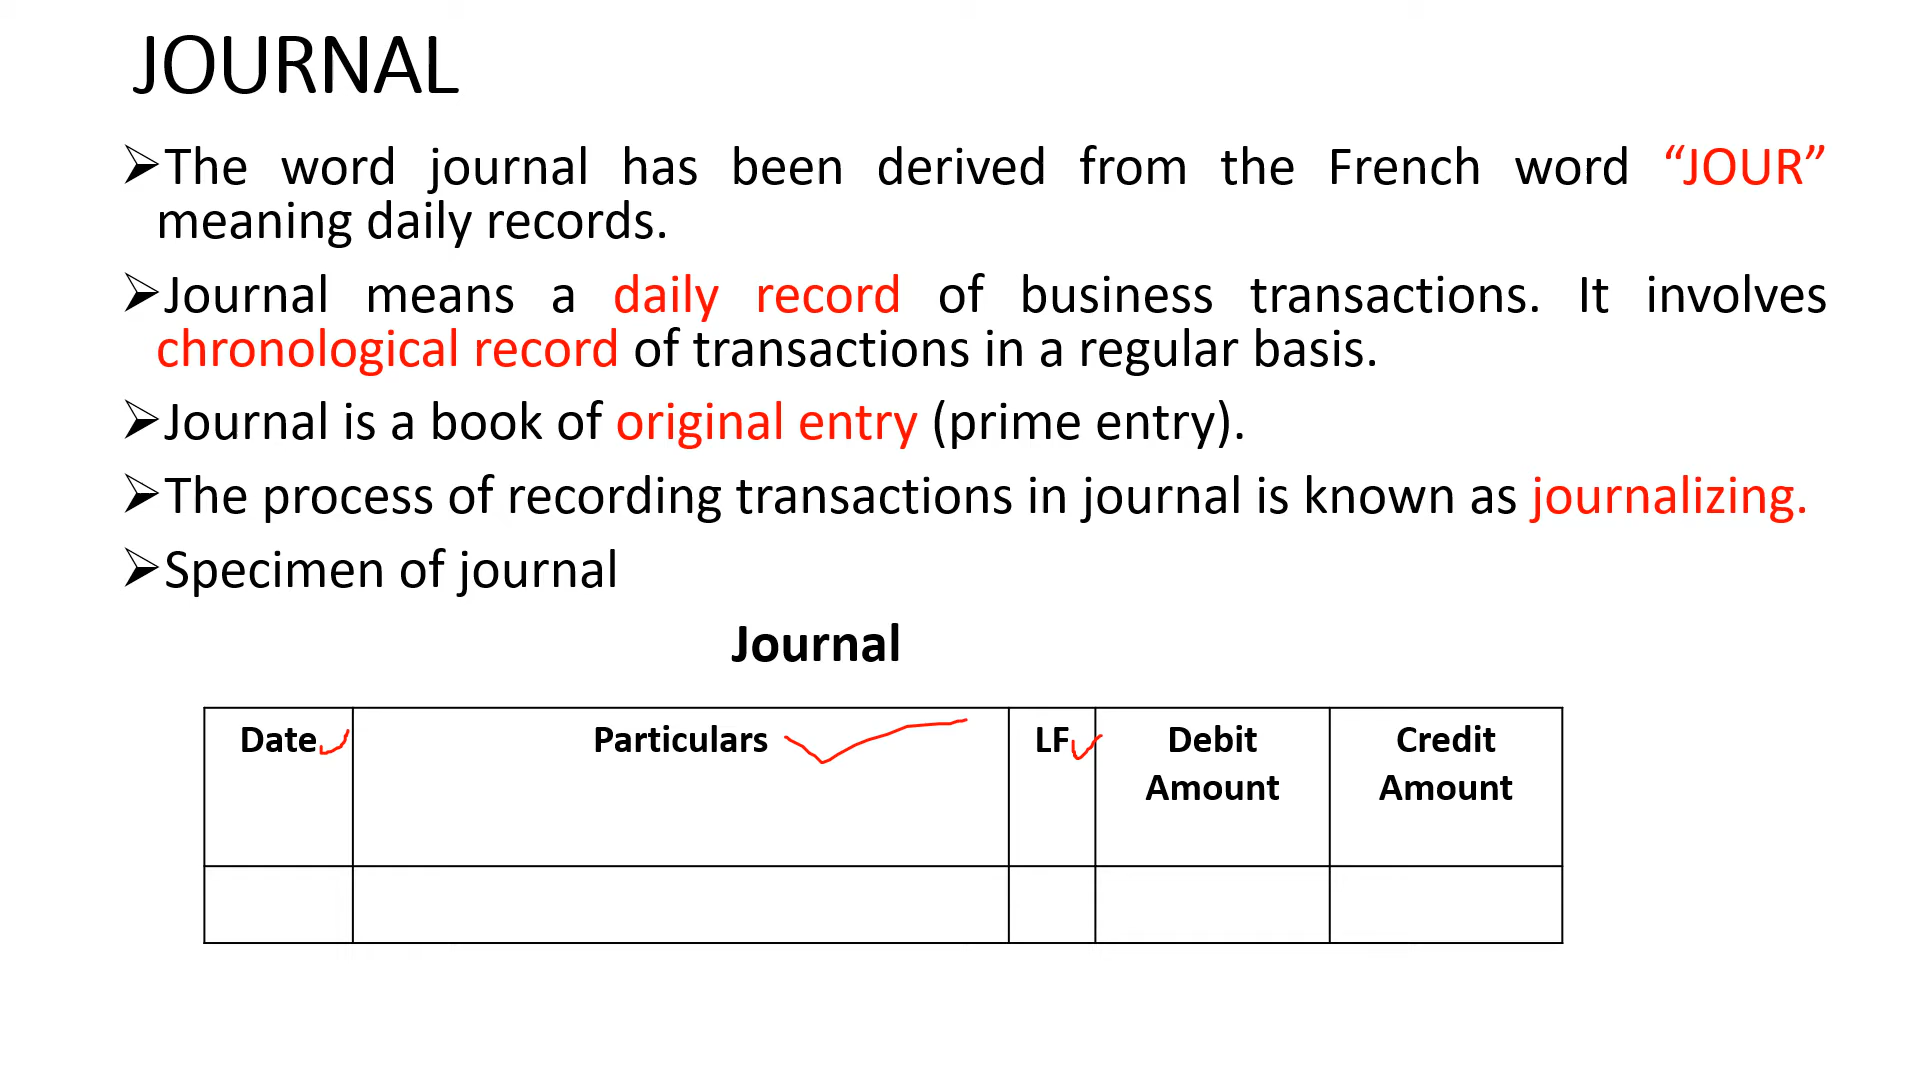 JOURNAL
➢The word journal has been derived from the French word “JOUR”
meaning daily records.
➢Journal means a daily record of business transactions. It involves
chronological record of transactions in a regular basis.
➢Journal is a book of original entry (prime entry).
➢The process of recording transactions in journal is known as journalizing.
➢Specimen of journal
Journal
Date Particulars LF Debit Amount Credit Amount